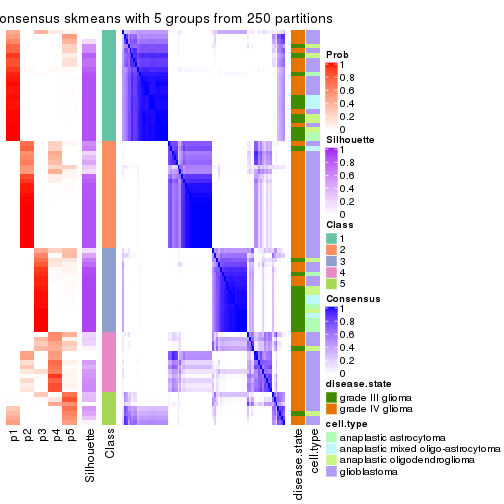 onsensus skmeans with 5 groups from 250 partitions
Prob
1
0.8
0.6
0.4
0.2
0
Silhouette
1
0.8
0.6
0.4
0.2
0
Class
1
2
3
4
5
Consensus
1
0.8
0.6
0.4
0.2
0
disease.state
grade III glioma
grade IV glioma
cell.type
anaplastic astrocytoma
anaplastic mixed oligo-astrocytoma
anaplastic oligodendroglioma
glioblastoma
p1
p2
p3
p4
p5
Silhouette
Class
disease.state
cell.type